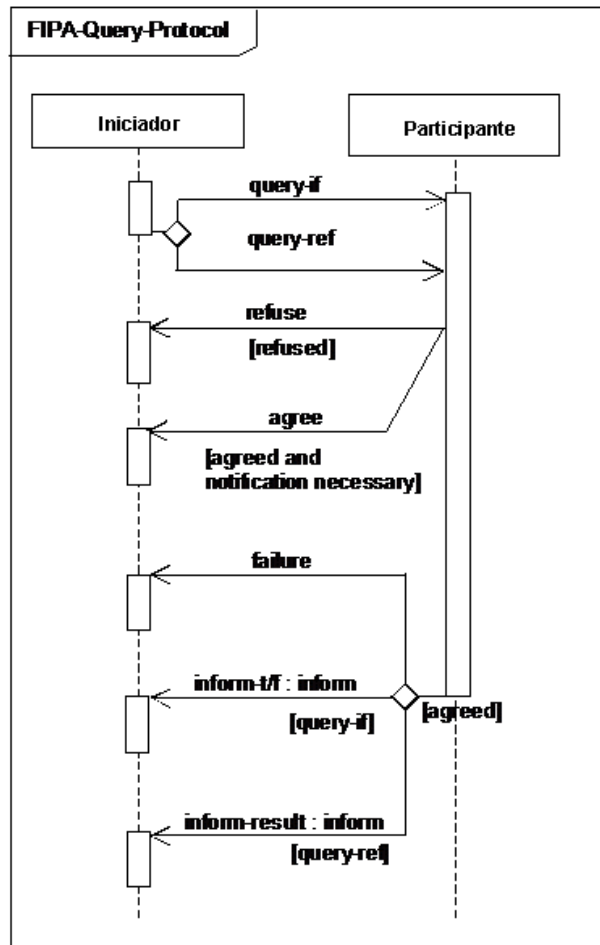 FIPA-Query-Protocol
Iniciador
Participante
query-if
query-ref
refuse
[refused]
agree
[agreed and
notification necessary]
failure
inform-t/f : inform
[query-if]
[agreed]
inform-result : inform
[query-ref]